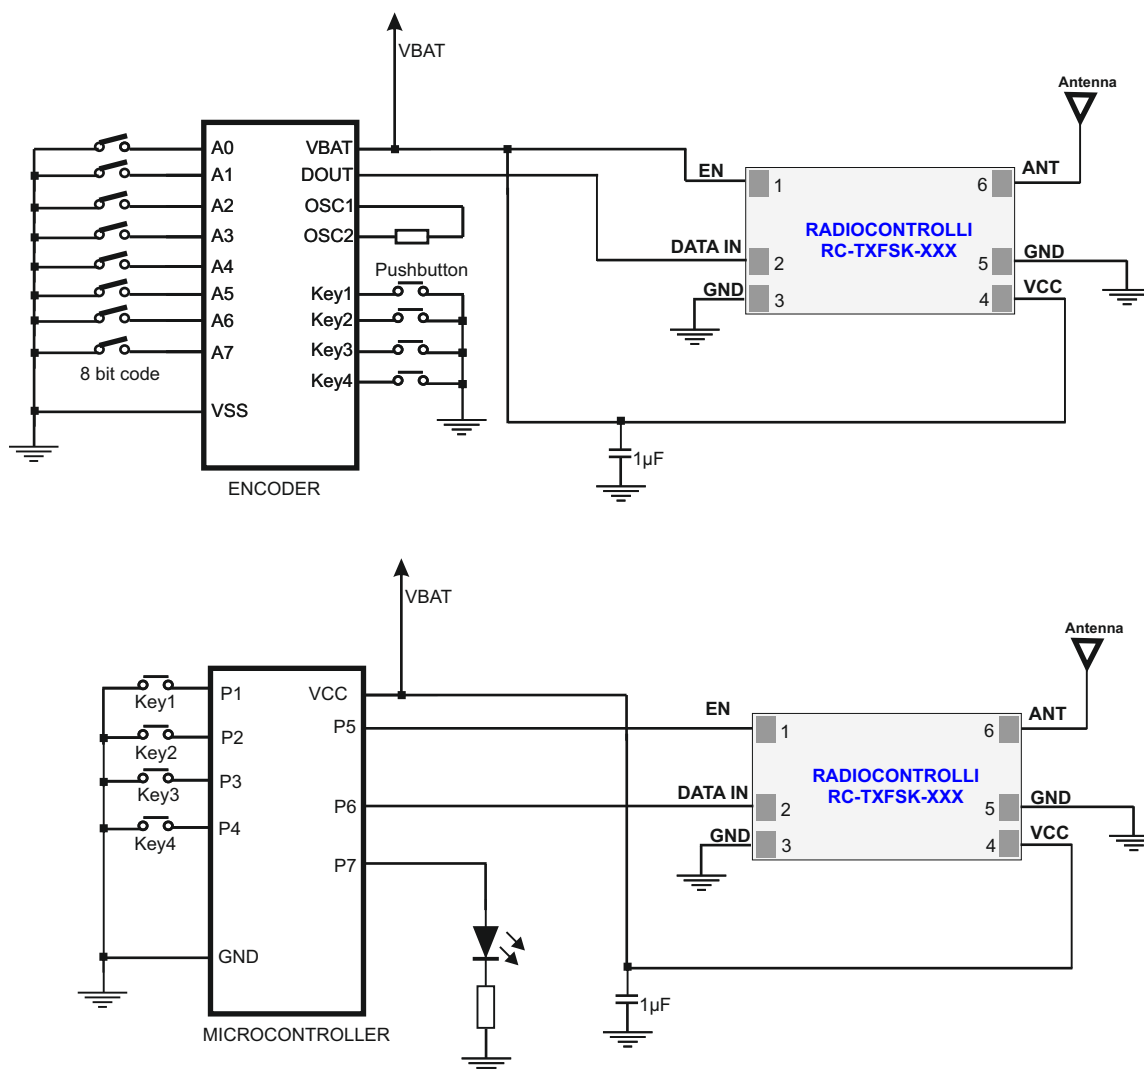 VBAT
Antenna
A0
VBAT
EN
1
6
ANT
A1
DOUT
A2
OSC1
RADIOCONTROLLI
RC-TXFSK-XXX
A3
OSC2
DATA IN
2
5
GND
A4
Pushbutton
A5
Key1
GND
3
4
VCC
A6
Key2
A7
Key3
8 bit code
Key4
VSS
1µF
ENCODER
VBAT
Antenna
Key1
P1
VCC
EN
1
6
ANT
P5
Key2
P2
RADIOCONTROLLI
RC-TXFSK-XXX
Key3
P3
P6
DATA IN
2
5
GND
Key4
P4
GND
3
4
VCC
P7
GND
1µF
MICROCONTROLLER